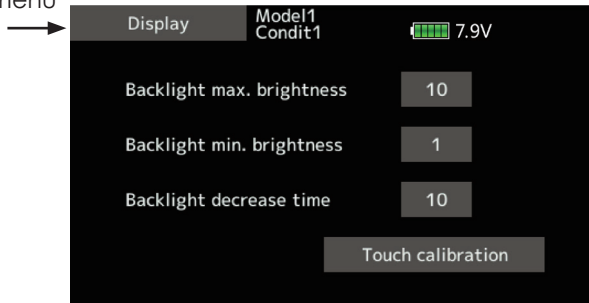 Display
Model1
Condit1
7.9V
Backlight max. brightness 10
Backlight min. brightness 1
Backlight decrease time 10
Touch calibration